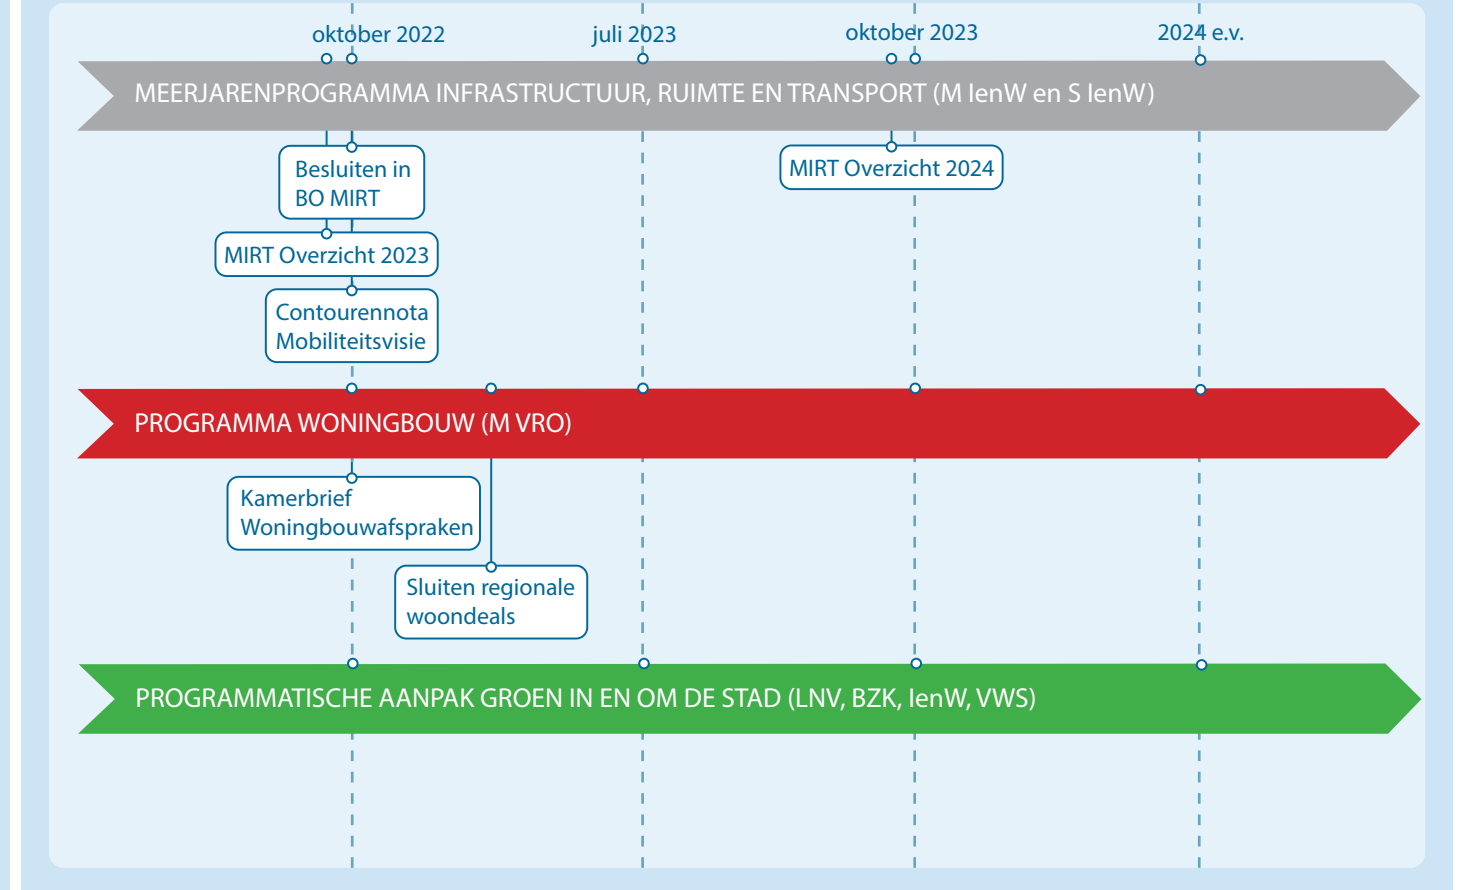 oktober 2022
juli 2023
oktober 2023
2024 e.v.
MEERJARENPROGRAMMA INFRASTRUCTUUR, RUIMTE EN TRANSPORT (M IenW en S IenW)
Besluiten in
BO MIRT
MIRT Overzicht 2024
MIRT Overzicht 2023
Contourennota
Mobiliteitsvisie
PROGRAMMA WONINGBOUW (M VRO)
Kamerbrief
Woningbouwafspraken
Sluiten regionale
woondeals
PROGRAMMATISCHE AANPAK GROEN IN EN OM DE STAD (LNV, BZK, IenW, VWS)